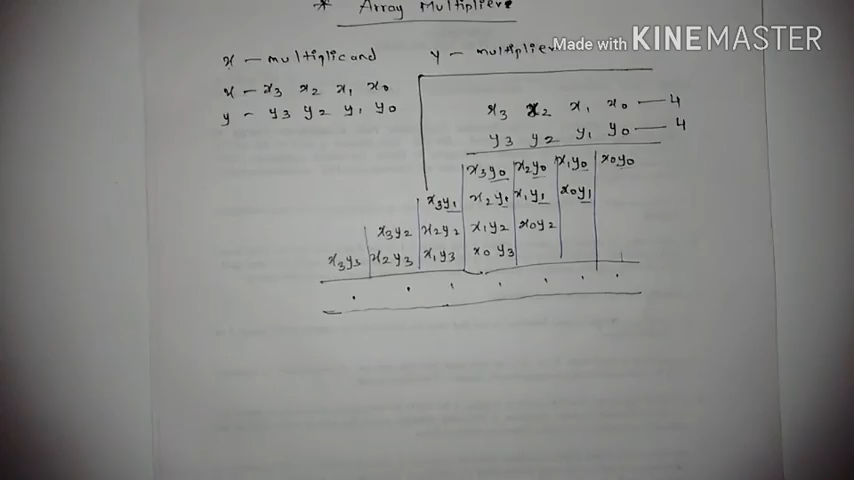 * Array Multipliers
x - multiplicand y - multiplier
Made with KINEMASTER
x - x3 x2 x1 x0
y - y3 y2 y1 y0
x3 x2 x1 x0 — 4
y3 y2 y1 y0 — 4
x3y0 x2y0 x1y0 x0y0
x3y1 x2y1 x1y1 x0y1
x3y2 x2y2 x1y2 x0y2
x3y3 x2y3 x1y3 x0y3